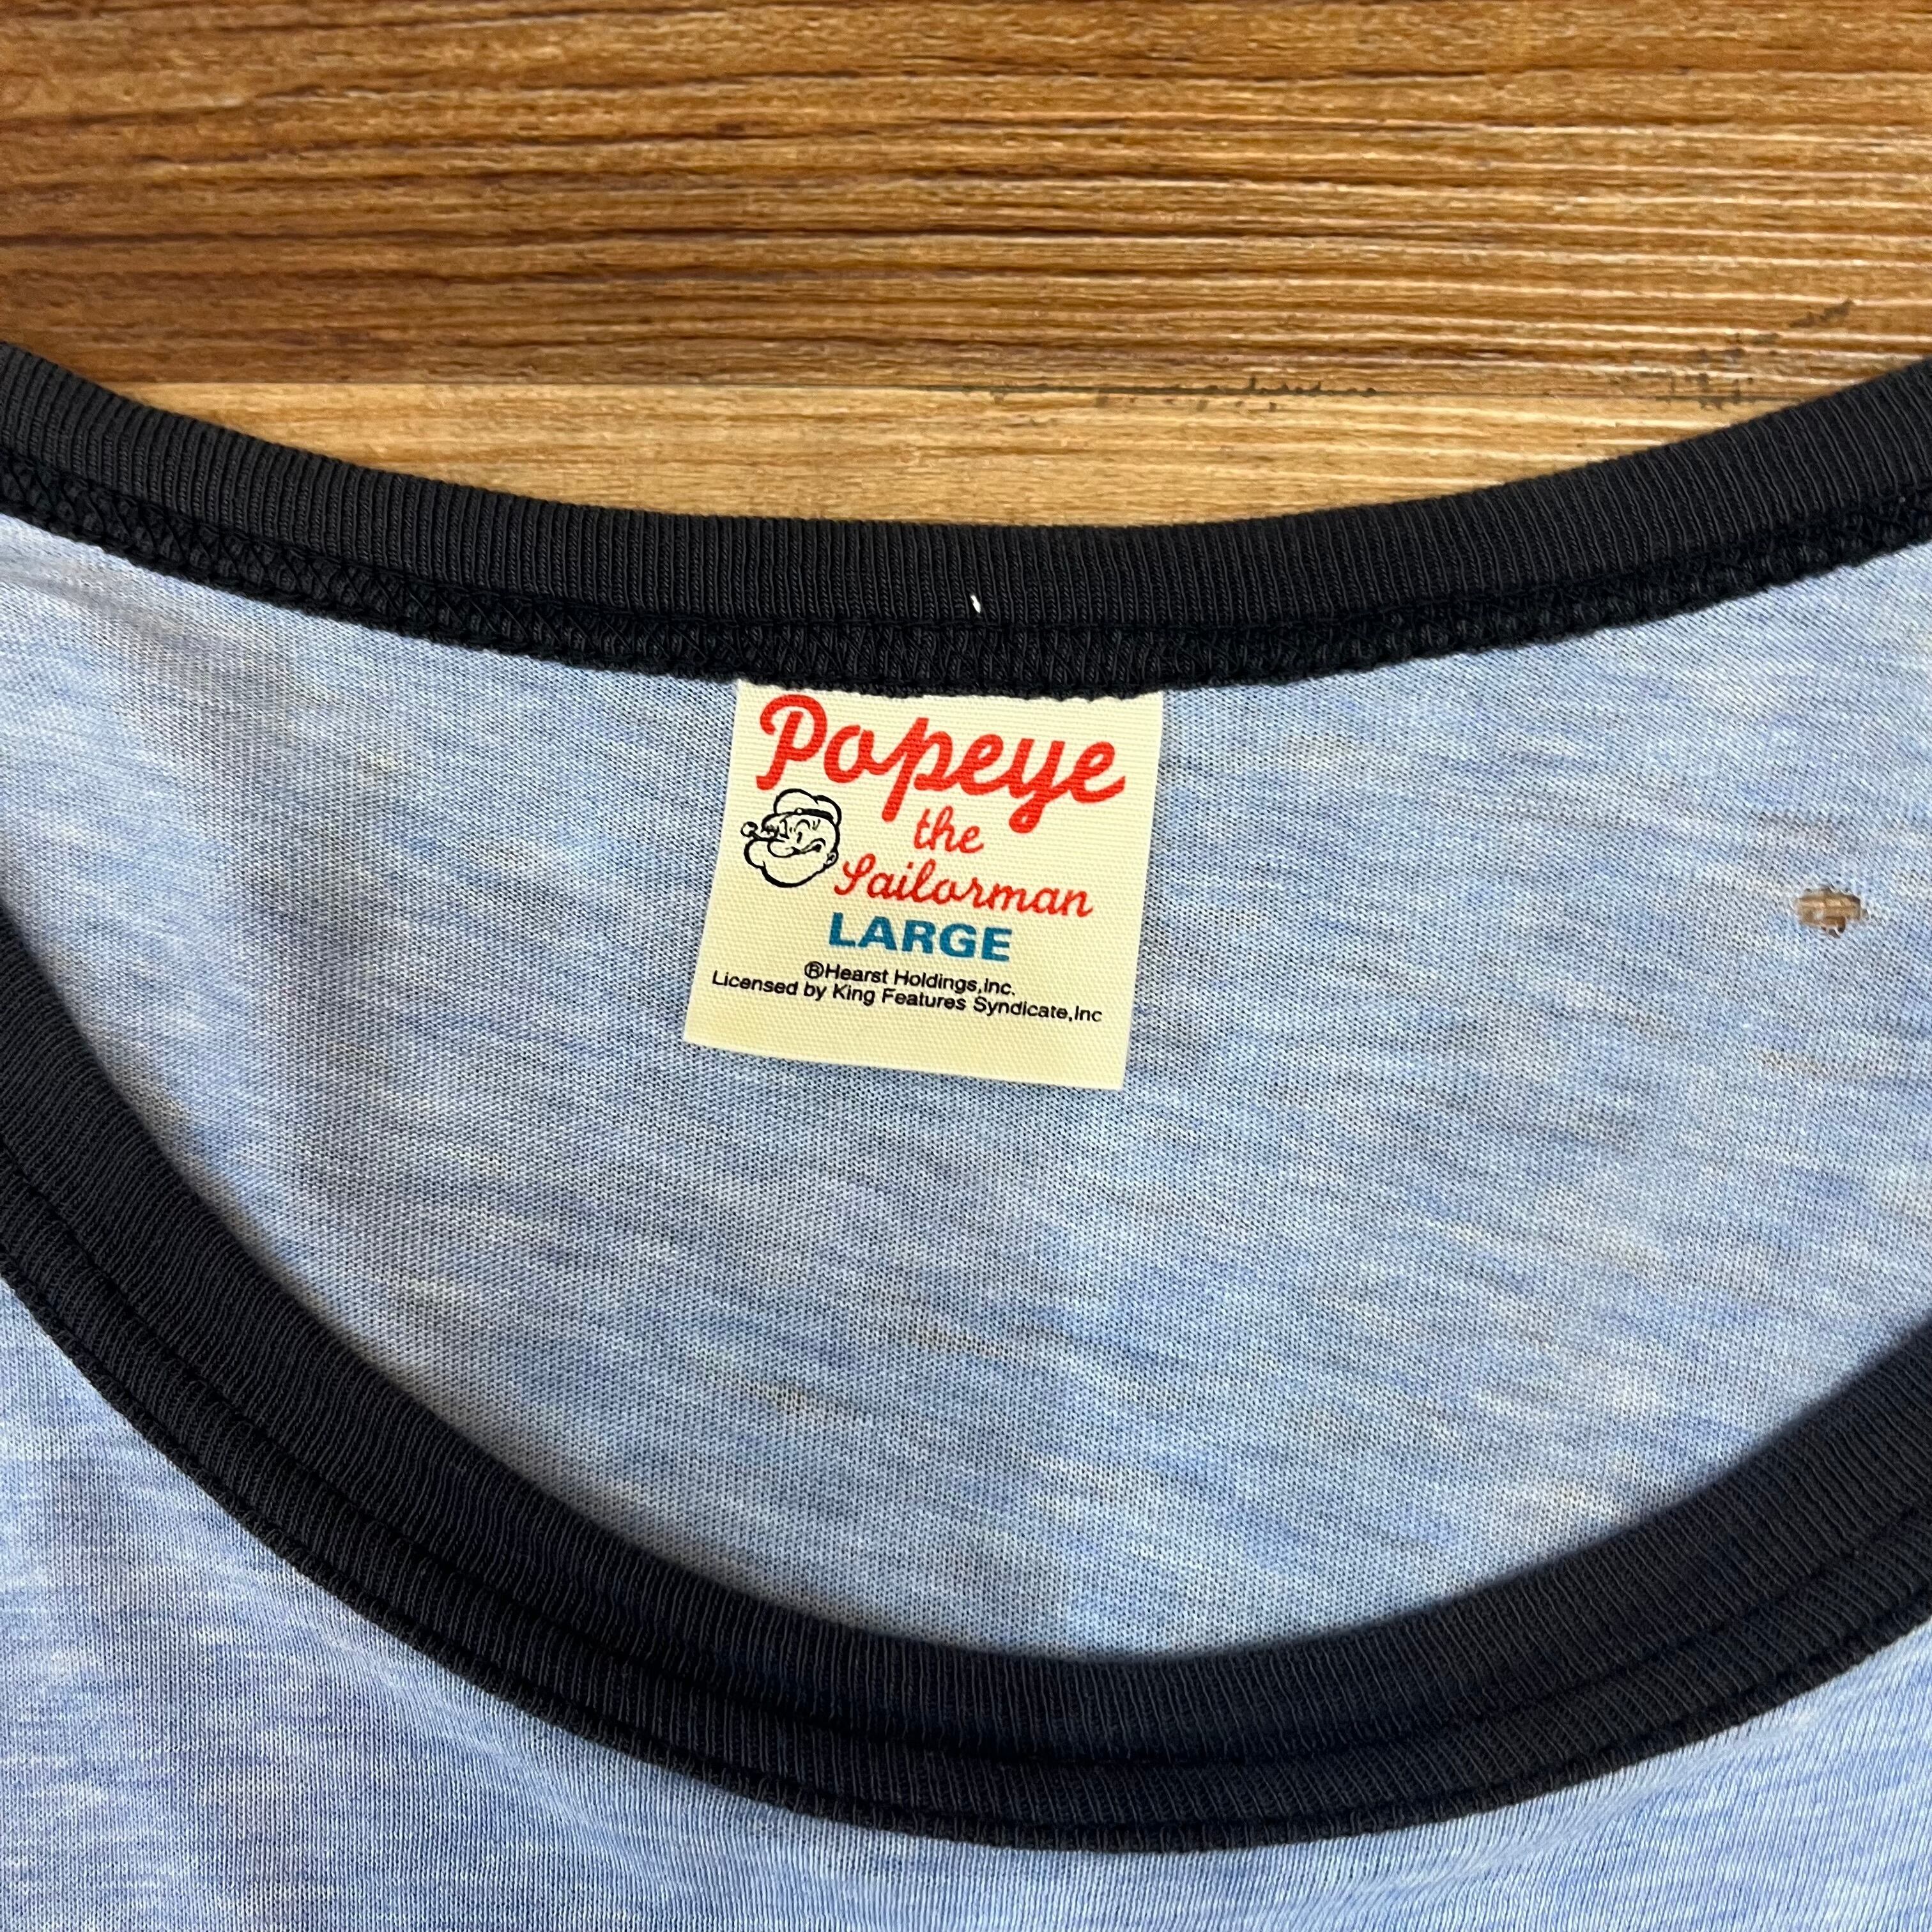 Popeye
the
Sailorman
LARGE
®Hearst Holdings,Inc.
Licensed by King Features Syndicate,Inc